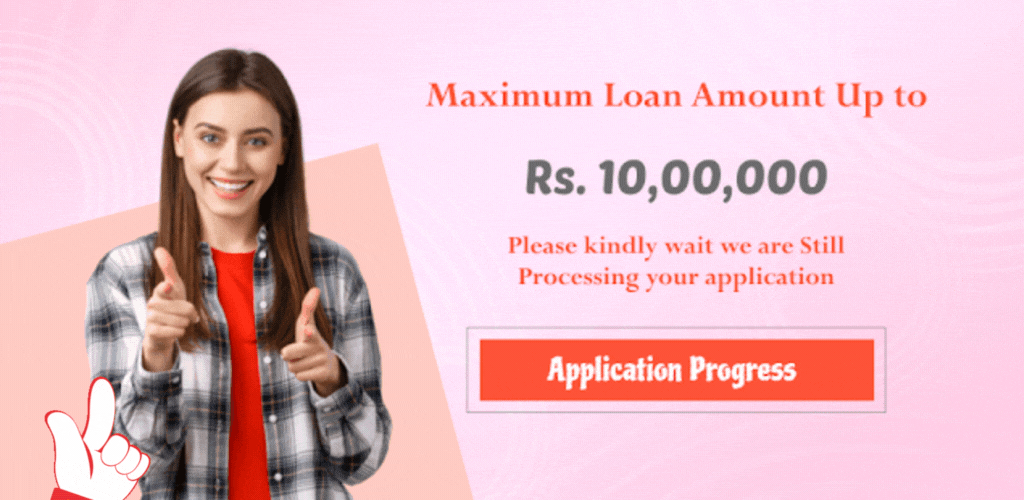 Maximum Loan Amount Up to
Rs. 10,00,000
Please kindly wait we are Still
Processing your application
Application Progress